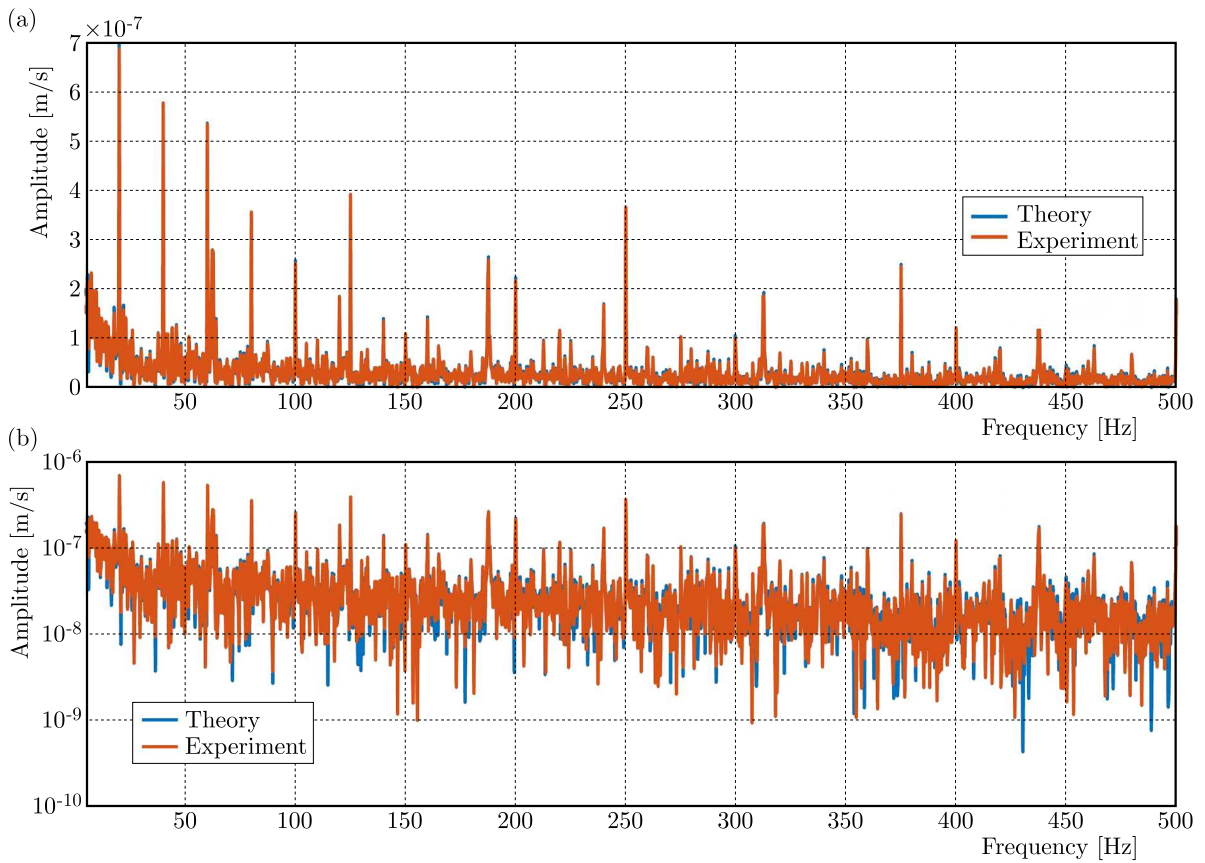 (a)
×10-7
Amplitude [m/s]
7
6
5
4
3
2
1
0
Theory
Experiment
50 100 150 200 250 300 350 400 450 500
Frequency [Hz]
(b)
Amplitude [m/s]
10-6
10-7
10-8
10-9
10-10
Theory
Experiment
50 100 150 200 250 300 350 400 450 500
Frequency [Hz]